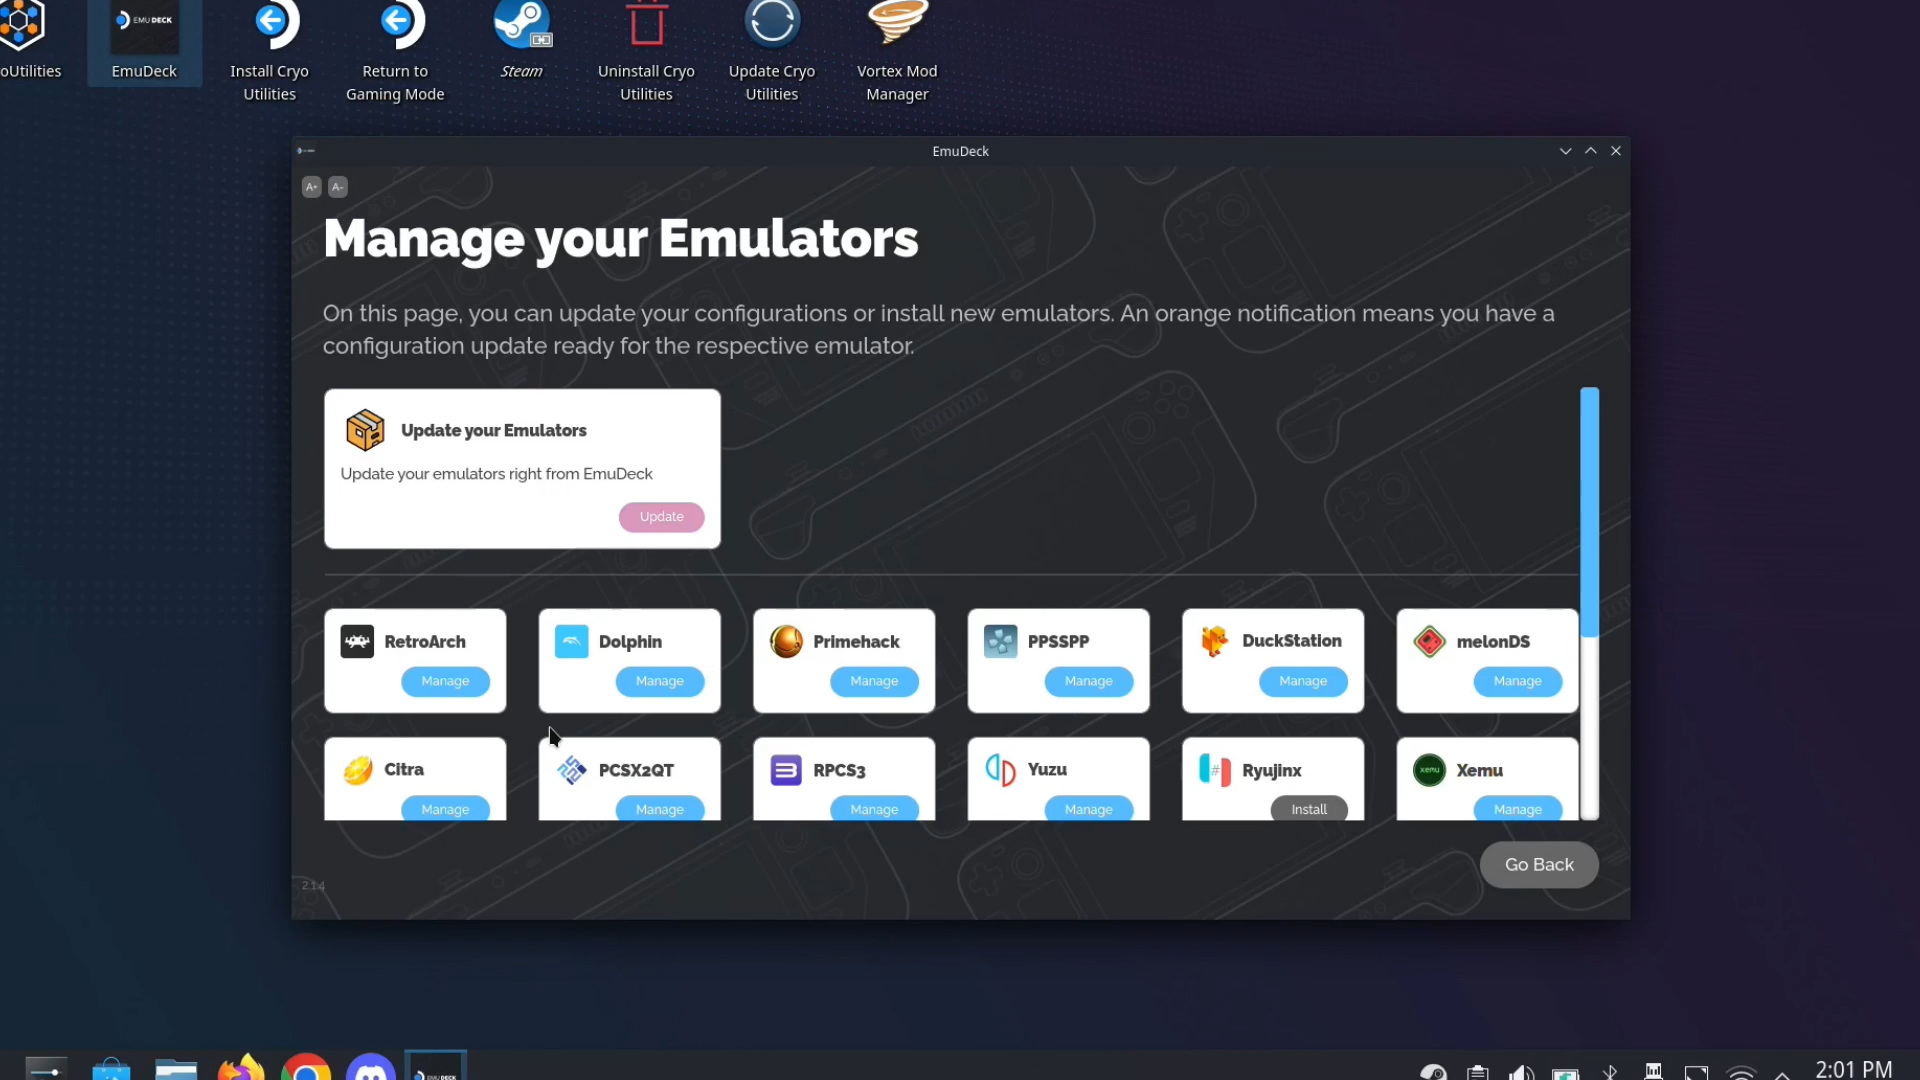 EMUDECK
oUtilities
EmuDeck
Install Cryo
Utilities
Return to
Gaming Mode
Steam
Uninstall Cryo
Utilities
Update Cryo
Utilities
Vortex Mod
Manager
EmuDeck
A+ A-
Manage your Emulators
On this page, you can update your configurations or install new emulators. An orange notification means you have a
configuration update ready for the respective emulator.
Update your Emulators
Update your emulators right from EmuDeck
Update
RetroArch
Manage
Dolphin
Manage
Primehack
Manage
PPSSPP
Manage
DuckStation
Manage
melonDS
Manage
Citra
Manage
PCSX2QT
Manage
RPCS3
Manage
Yuzu
Manage
Ryujinx
Install
xemu
Xemu
Manage
Go Back
2.1.4
EMUDECK
2:01 PM